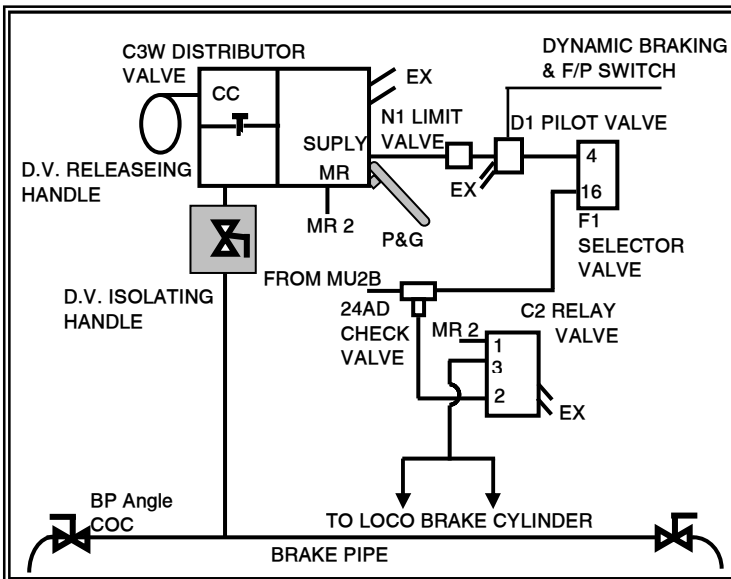 C3W DISTRIBUTOR
VALVE
DYNAMIC BRAKING
& F/P SWITCH
CC
EX
N1 LIMIT
VALVE
D1 PILOT VALVE
SUPLY
MR
4
16
D.V. RELEASEING
HANDLE
MR 2
EX
P&G
F1
SELECTOR
VALVE
FROM MU2B
D.V. ISOLATING
HANDLE
24AD
CHECK
VALVE
C2 RELAY
VALVE
MR 2
1
3
2
EX
BP Angle
COC
TO LOCO BRAKE CYLINDER
BRAKE PIPE